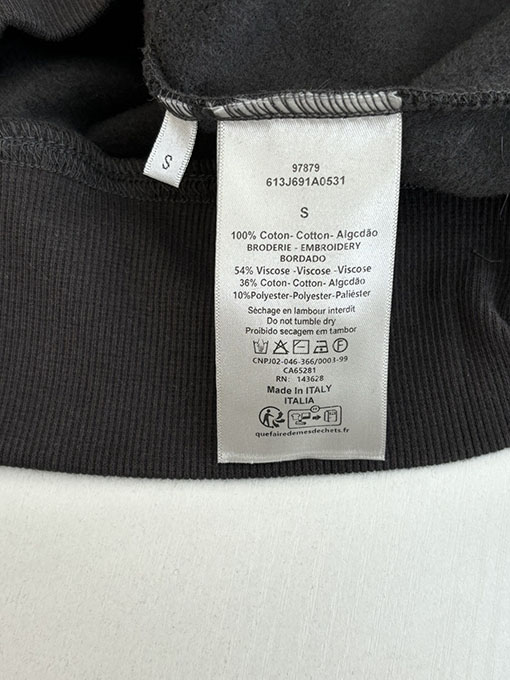 S
97879
613J691A0531
S
100% Coton- Cotton- Algcdão
BRODERIE - EMBROIDERY
BORDADO
54% Viscose -Viscose -Viscose
36% Coton- Cotton- Algcdão
10%Polyester-Polyester-Paliéster
Séchage en lambour interdit
Do not tumble dry
Proibido secagem em tambor
CNPJ02-046-366/0003-99
CA65281
RN: 143628
Made In ITALY
ITALIA
quefairedemesdechets.fr